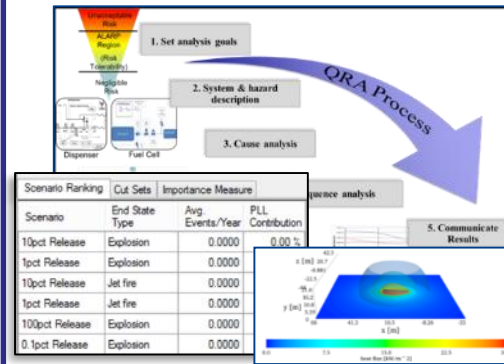 Unacceptable
Risk
ALARP
Region
(Risk
Tolerability)
Negligible
Risk
1. Set analysis goals
QRA Process
2. System & hazard
description
Dispenser
Fuel Cell
3. Cause analysis
quence analysis
5. Communicate
Results
Scenario Ranking Cut Sets Importance Measure
Scenario End State Type Avg. Events/Year PLL Contribution
10pct Release Explosion 0.0000 0.00 %
1pct Release Explosion 0.0000
10pct Release Jet fire 0.0000
1pct Release Jet fire 0.0000
100pct Release Explosion 0.0000
0.1pct Release Explosion 0.0000
z [m]
y [m]
x [m]